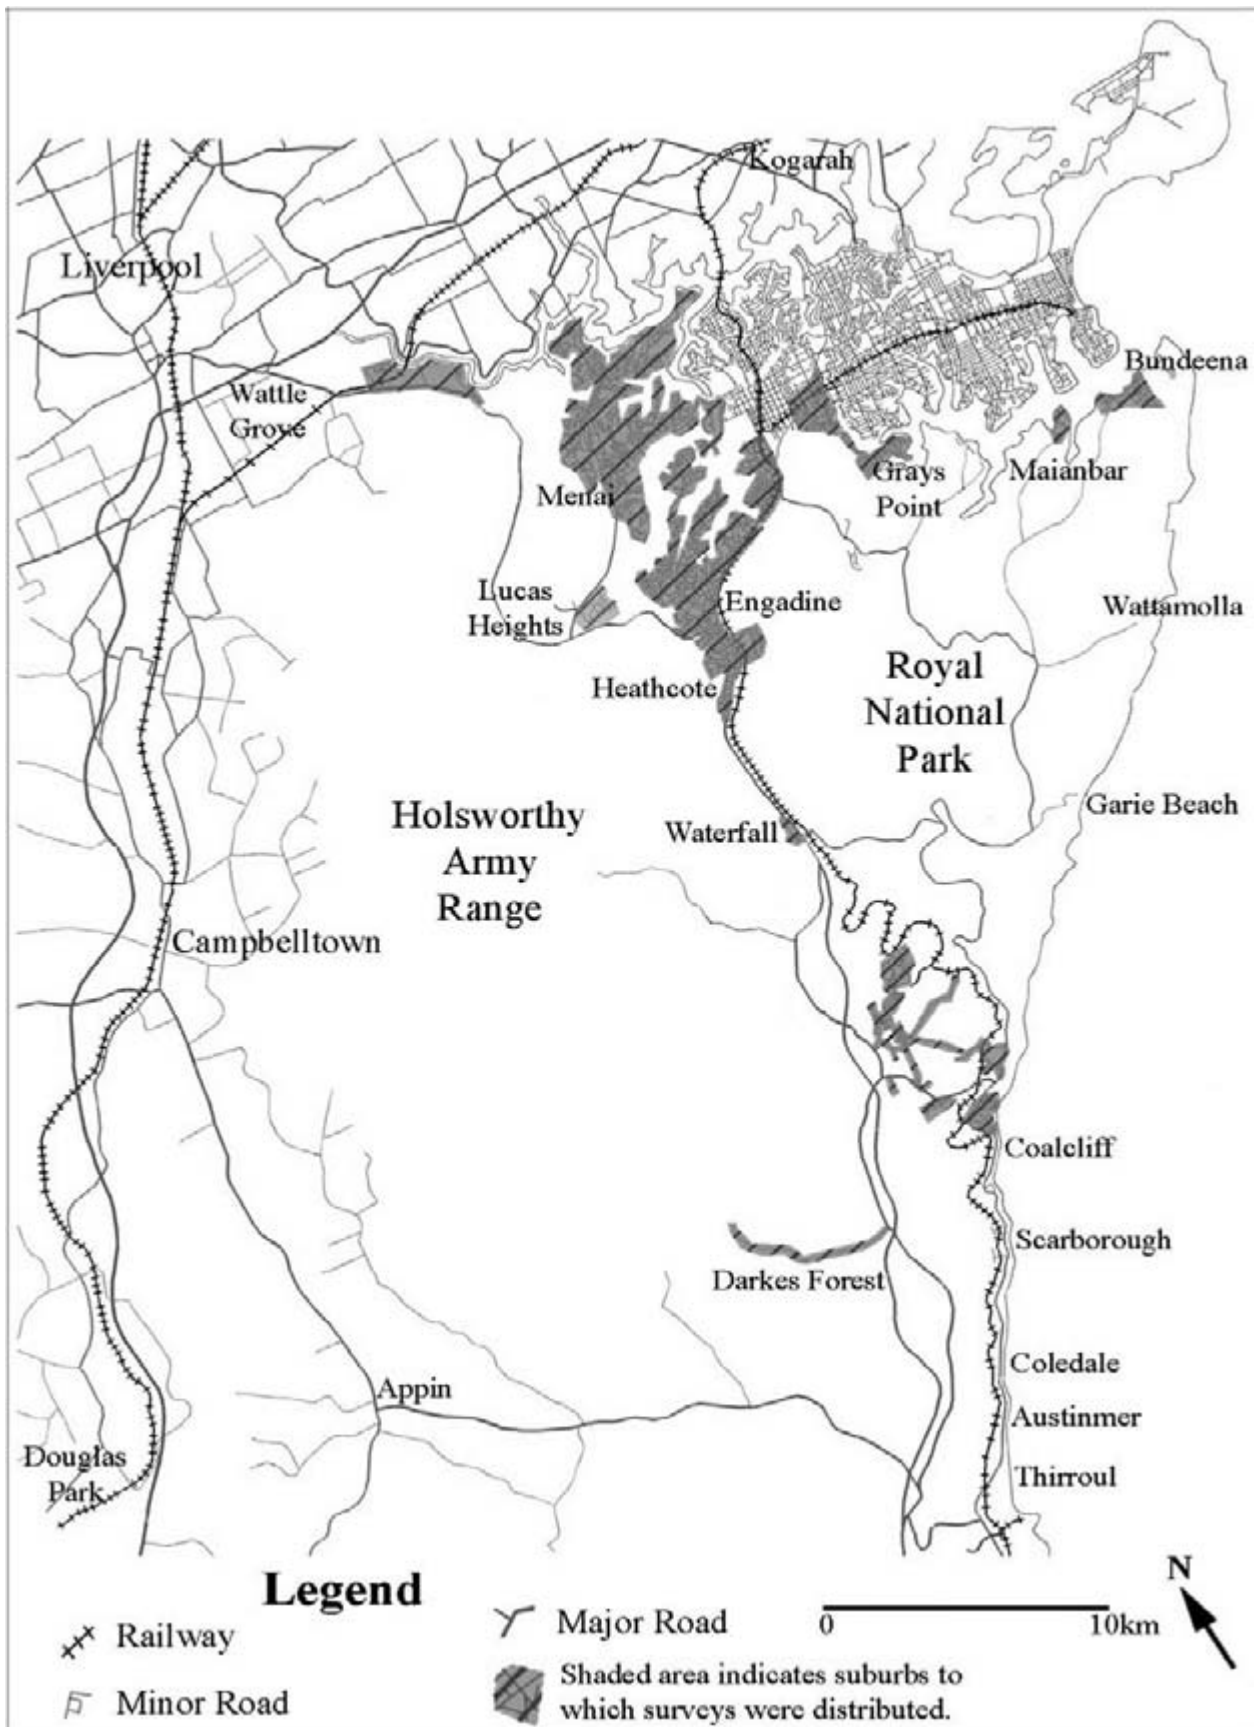 Kogarah
Liverpool
Bundeena
Wattle
Grove
Grays
Point
Maianbar
Menai
Lucas
Heights
Engadine
Wattamolla
Heathcote
Royal
National
Park
Holsworthy
Army
Range
Garie Beach
Waterfall
Campbelltown
Coalcliff
Scarborough
Darkes Forest
Coledale
Appin
Austinmer
Douglas
Park
Thirroul
Legend
N
Railway
Major Road
0
10km
Minor Road
Shaded area indicates suburbs to
which surveys were distributed.